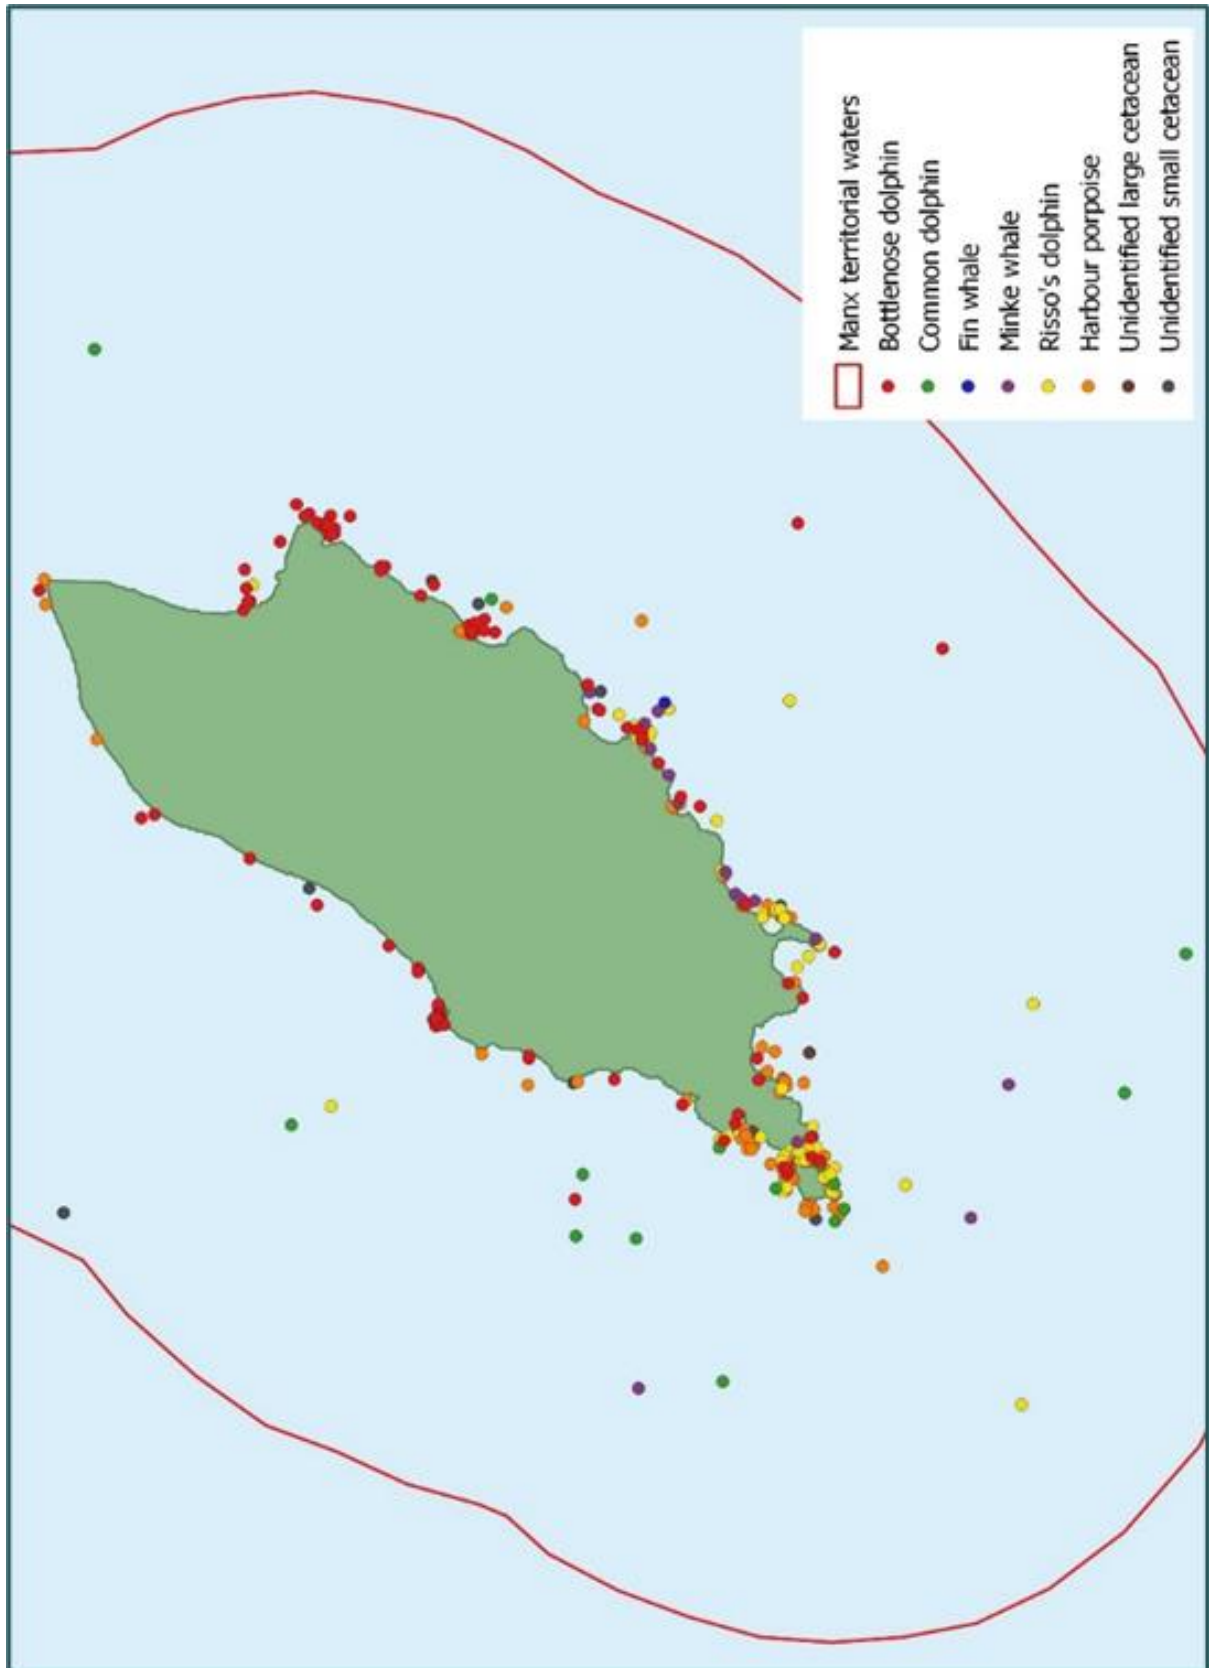 Manx territorial waters
Bottlenose dolphin
Common dolphin
Fin whale
Minke whale
Risso's dolphin
Harbour porpoise
Unidentified large cetacean
Unidentified small cetacean